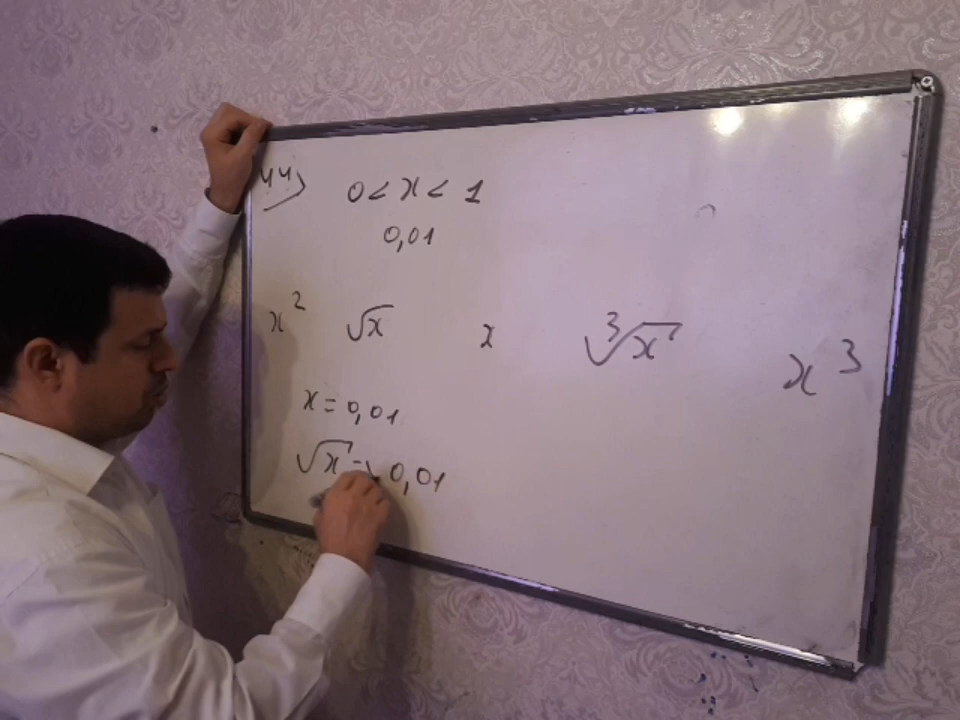 44) 0 < x < 1
0,01
x² √x x ³√x x³
x = 0,01
√x = √0,01